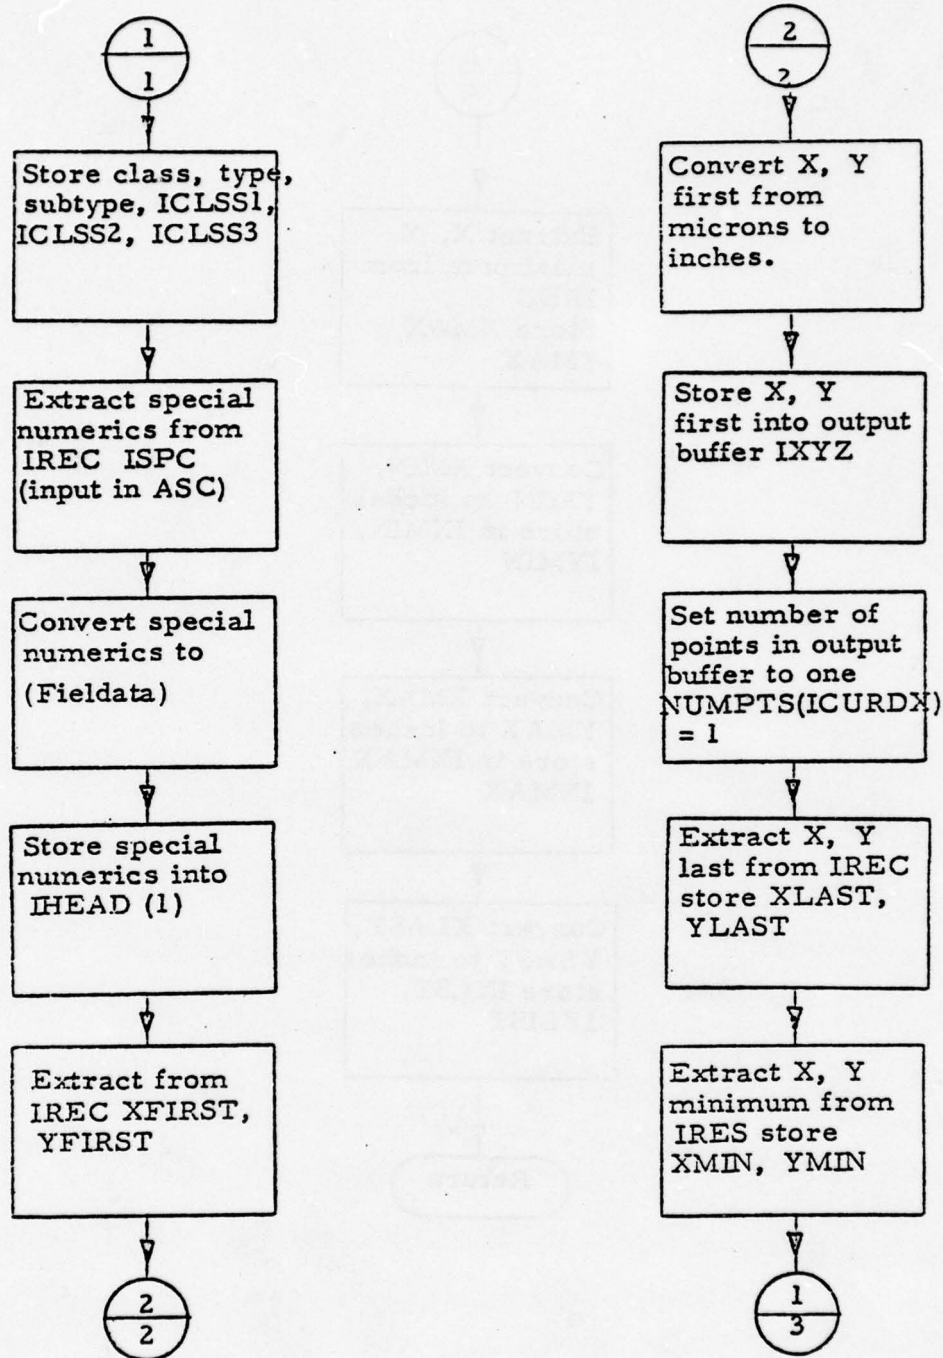 1
1
Store class, type,
subtype, ICLSS1,
ICLSS2, ICLSS3
Extract special
numerics from
IREC ISPC
(input in ASC)
Convert special
numerics to
(Fieldata)
Store special
numerics into
IHEAD (1)
Extract from
IREC XFIRST,
YFIRST
2
2
2
2
Convert X, Y
first from
microns to
inches.
Store X, Y
first into output
buffer IXYZ
Set number of
points in output
buffer to one
NUMPTS(ICURDX)
= 1
Extract X, Y
last from IREC
store XLAST,
YLAST
Extract X, Y
minimum from
IRES store
XMIN, YMIN
1
3
Return